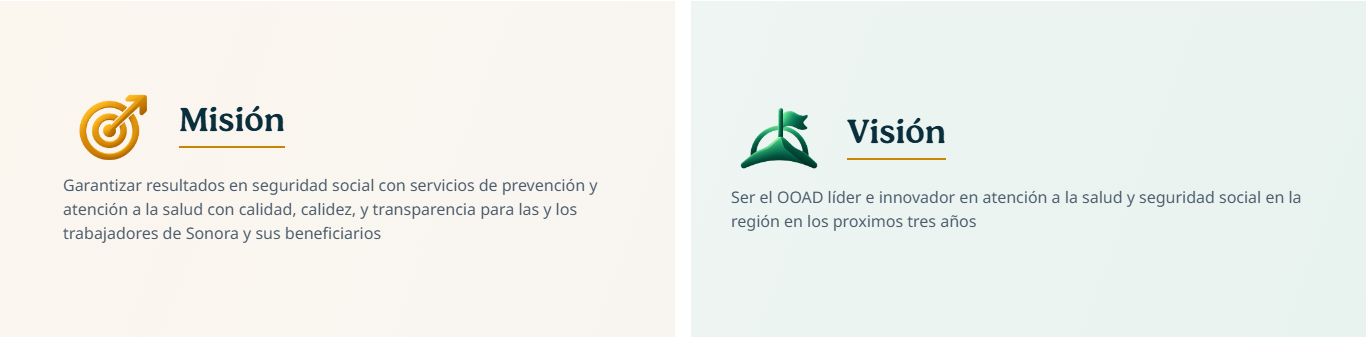 Misión
Garantizar resultados en seguridad social con servicios de prevención y
atención a la salud con calidad, calidez, y transparencia para las y los
trabajadores de Sonora y sus beneficiarios
Visión
Ser el OOAD líder e innovador en atención a la salud y seguridad social en la
región en los proximos tres años